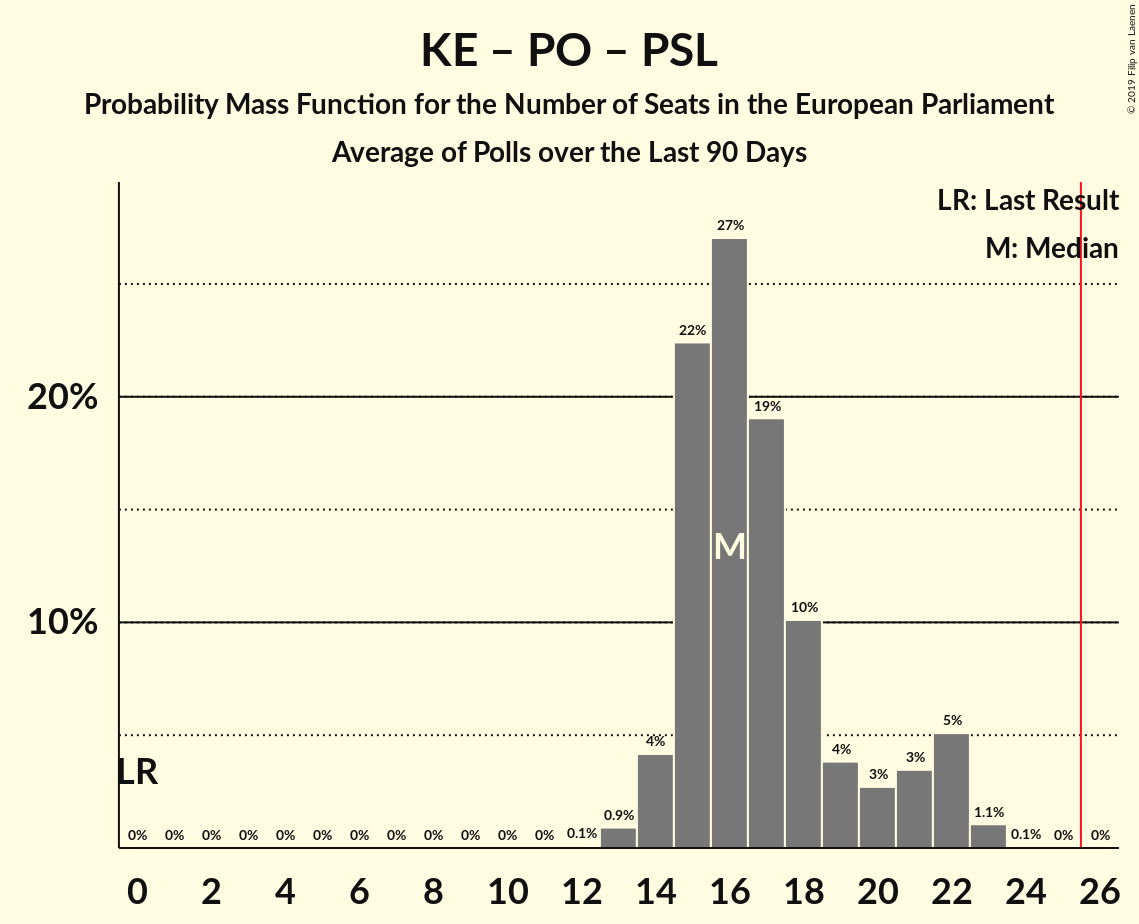 KE – PO – PSL
Probability Mass Function for the Number of Seats in the European Parliament
Average of Polls over the Last 90 Days
© 2019 Filip van Laenen
LR: Last Result
M: Median
27%
22%
20%
19%
M
10%
10%
5%
4%
4%
3%
3%
LR
0.9%
1.1%
0% 0% 0% 0% 0% 0% 0% 0% 0% 0% 0% 0% 0.1% 0.1% 0% 0%
0 2 4 6 8 10 12 14 16 18 20 22 24 26